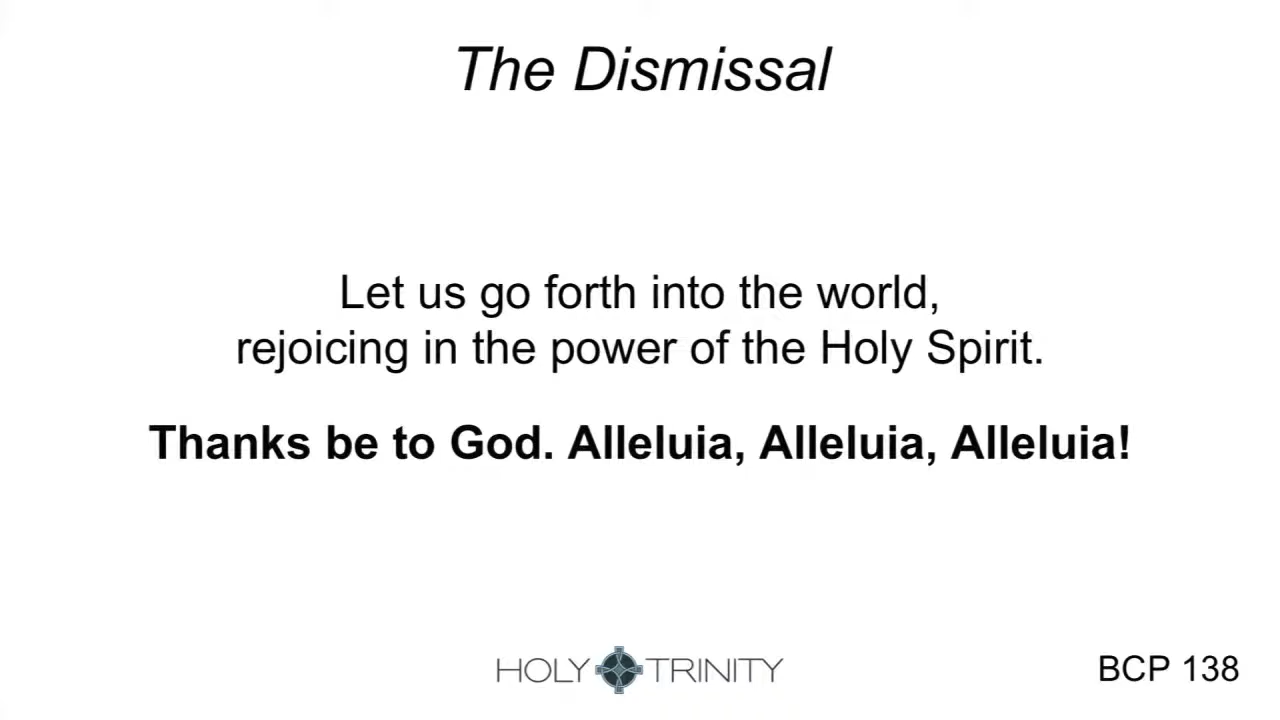 The Dismissal
Let us go forth into the world,
rejoicing in the power of the Holy Spirit.
Thanks be to God. Alleluia, Alleluia, Alleluia!
HOLY TRINITY
BCP 138